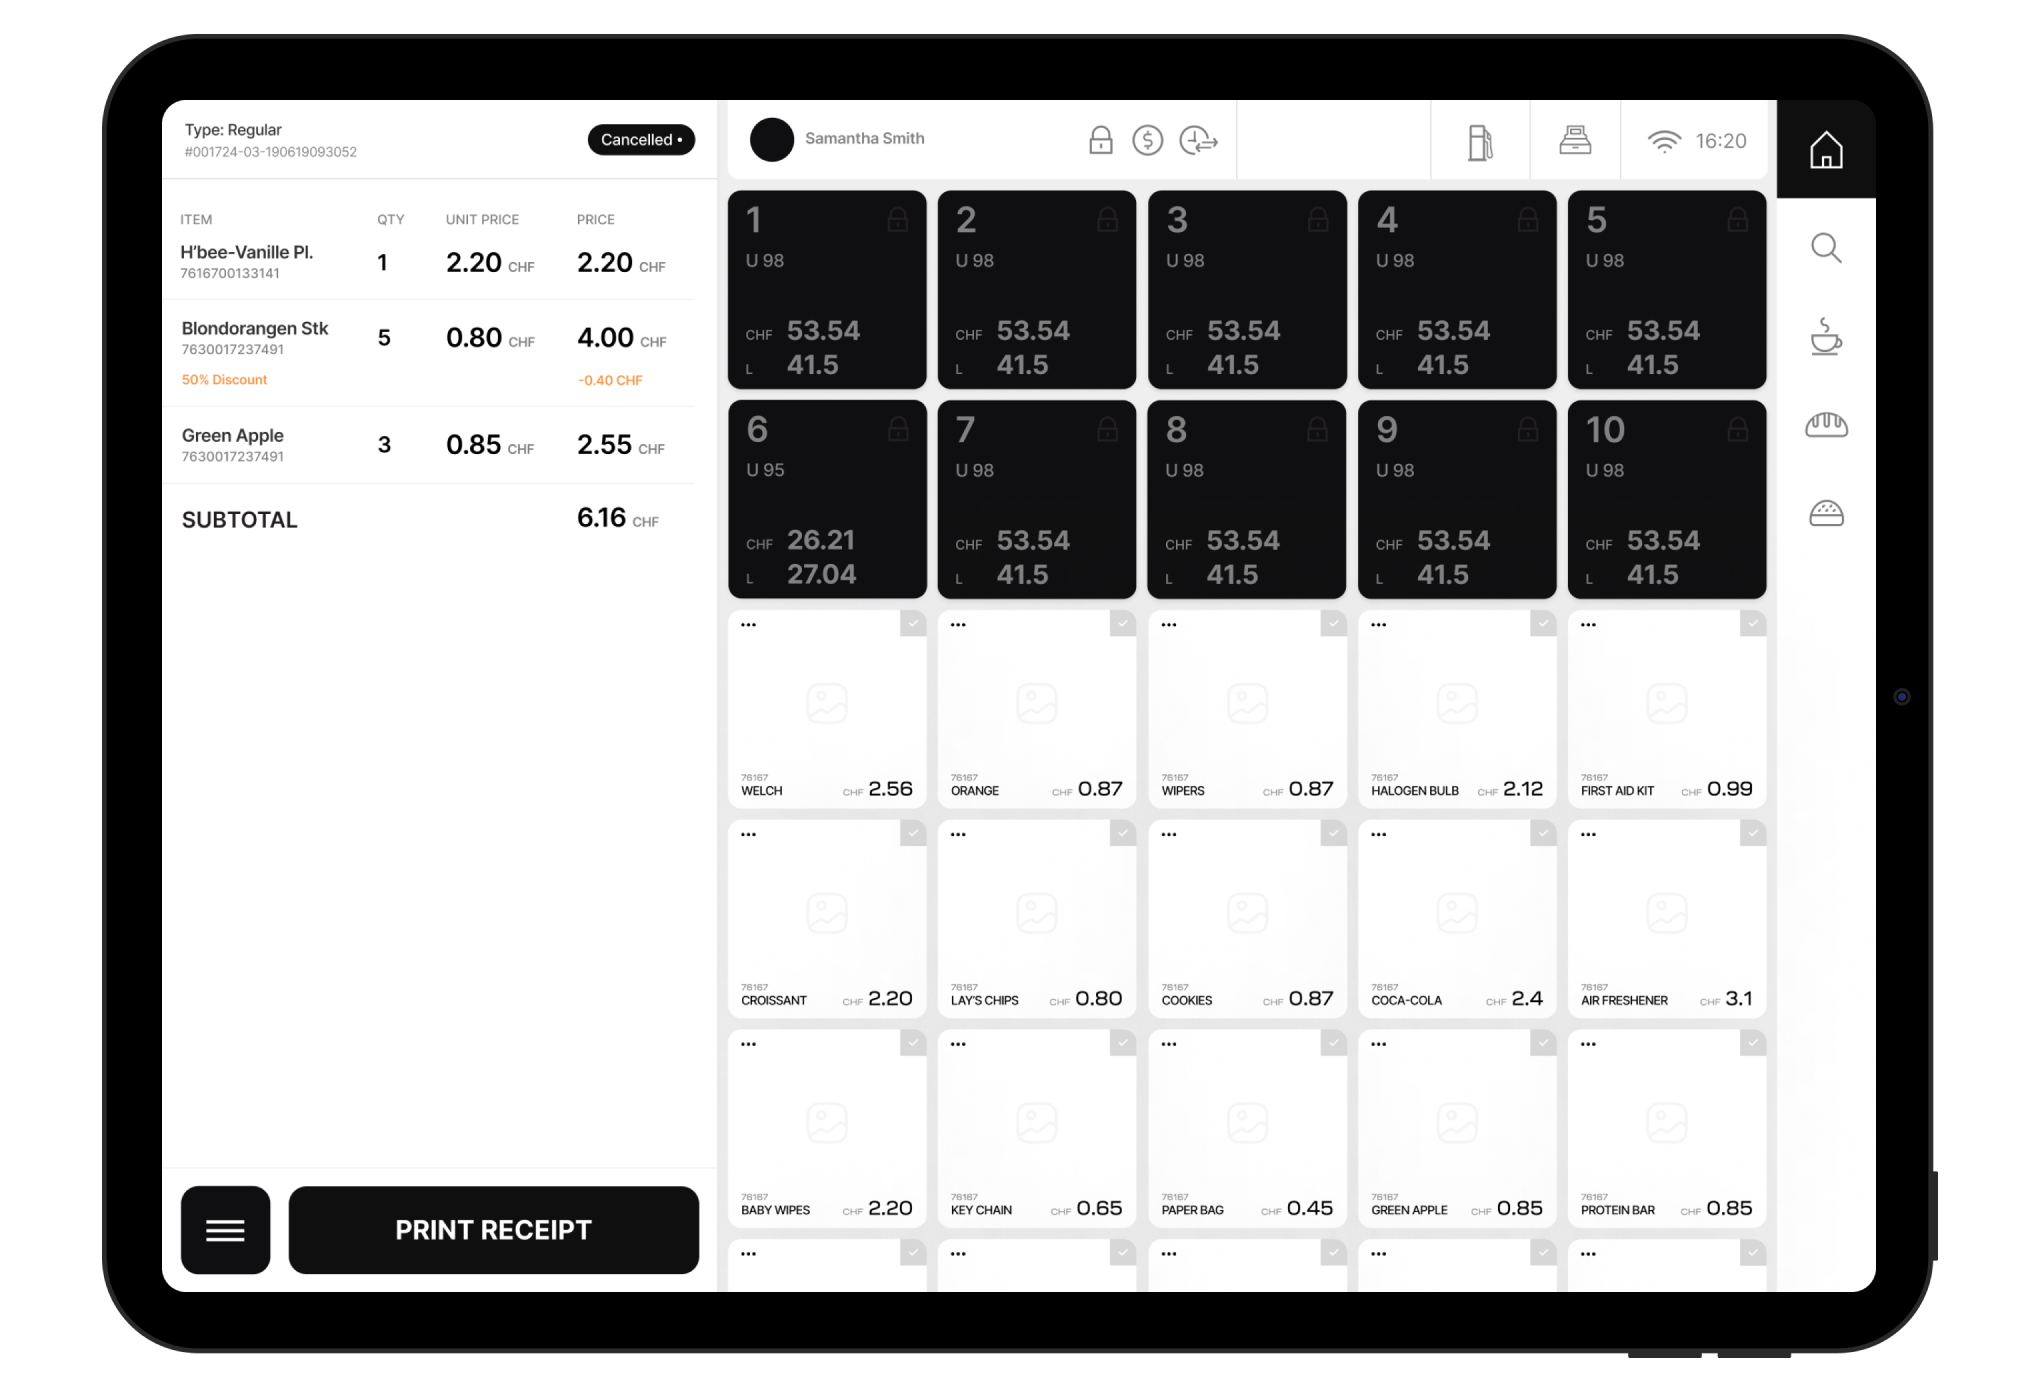 Type: Regular
#001724-03-190619093052
Cancelled •
ITEM QTY UNIT PRICE PRICE
H'bee-Vanille Pl. 1 2.20 CHF 2.20 CHF
7616700133141
Blondorangen Stk 5 0.80 CHF 4.00 CHF
7630017237491
50% Discount -0.40 CHF
Green Apple 3 0.85 CHF 2.55 CHF
7630017237491
SUBTOTAL 6.16 CHF
PRINT RECEIPT
Samantha Smith
16:20
1
U 98
CHF 53.54
L 41.5
2
U 98
CHF 53.54
L 41.5
3
U 98
CHF 53.54
L 41.5
4
U 98
CHF 53.54
L 41.5
5
U 98
CHF 53.54
L 41.5
6
U 95
CHF 26.21
L 27.04
7
U 98
CHF 53.54
L 41.5
8
U 98
CHF 53.54
L 41.5
9
U 98
CHF 53.54
L 41.5
10
U 98
CHF 53.54
L 41.5
76167
WELCH CHF 2.56
76167
ORANGE CHF 0.87
76167
WIPERS CHF 0.87
76167
HALOGEN BULB CHF 2.12
76167
FIRST AID KIT CHF 0.99
76167
CROISSANT CHF 2.20
76167
LAY'S CHIPS CHF 0.80
76167
COOKIES CHF 0.87
76167
COCA-COLA CHF 2.4
76167
AIR FRESHENER CHF 3.1
76167
BABY WIPES CHF 2.20
76167
KEY CHAIN CHF 0.65
76167
PAPER BAG CHF 0.45
76167
GREEN APPLE CHF 0.85
76167
PROTEIN BAR CHF 0.85